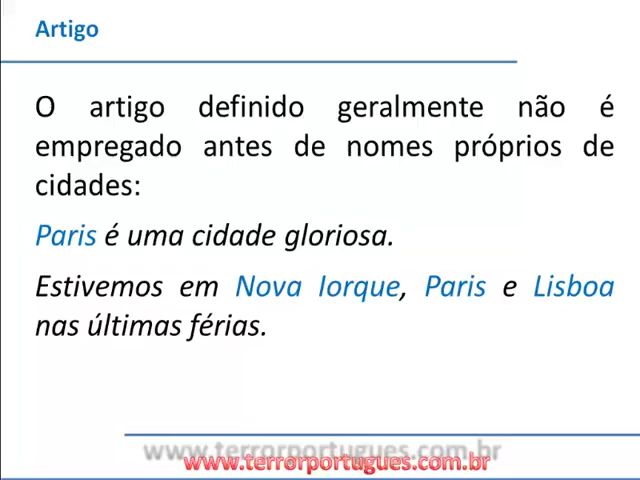 Artigo
O artigo definido geralmente não é
empregado antes de nomes próprios de
cidades:
Paris é uma cidade gloriosa.
Estivemos em Nova Iorque, Paris e Lisboa
nas últimas férias.
www.terrorportugues.com.br
www.terrorportugues.com.br